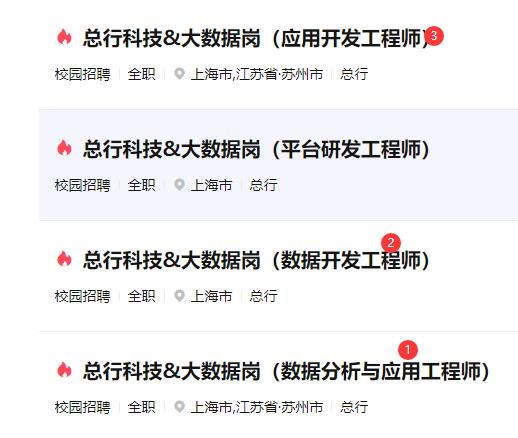 总行科技&大数据岗（应用开发工程师） 3
校园招聘 全职 上海市,江苏省·苏州市 总行
总行科技&大数据岗（平台研发工程师）
校园招聘 全职 上海市 总行
2
总行科技&大数据岗（数据开发工程师）
校园招聘 全职 上海市 总行
1
总行科技&大数据岗（数据分析与应用工程师）
校园招聘 全职 上海市,江苏省·苏州市 总行